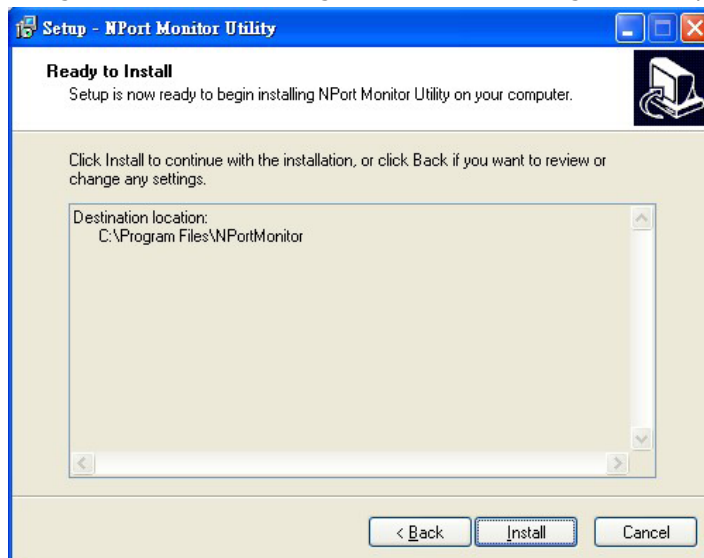 Setup - NPort Monitor Utility
Ready to Install
Setup is now ready to begin installing NPort Monitor Utility on your computer.
Click Install to continue with the installation, or click Back if you want to review or
change any settings.
Destination location:
C:\Program Files\NPortMonitor
< Back
Install
Cancel